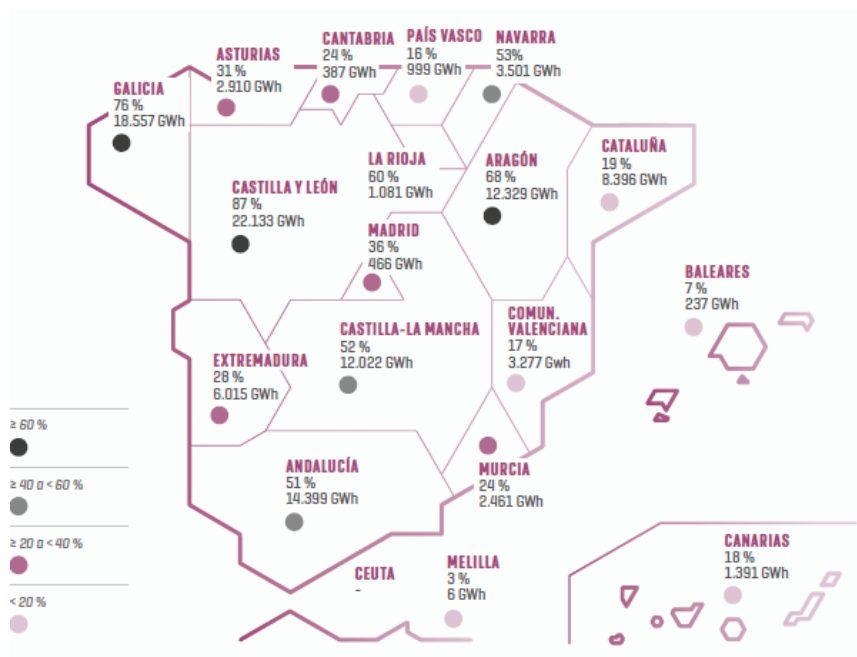 CANTABRIA
24 %
387 GWh
PAÍS VASCO
16 %
999 GWh
NAVARRA
53%
3.501 GWh
ASTURIAS
31 %
2.910 GWh
GALICIA
76 %
18.557 GWh
LA RIOJA
60 %
1.081 GWh
ARAGÓN
68 %
12.329 GWh
CATALUÑA
19 %
8.396 GWh
CASTILLA Y LEÓN
87 %
22.133 GWh
MADRID
36 %
466 GWh
BALEARES
7 %
237 GWh
COMUN.
VALENCIANA
17 %
3.277 Gwh
CASTILLA-LA MANCHA
52 %
12.022 GWh
EXTREMADURA
28 %
6.015 GWh
≥ 60 %
≥ 40 a < 60 %
≥ 20 a < 40 %
< 20 %
ANDALUCÍA
51 %
14.399 GWh
MURCIA
24 %
2.461 GWh
CEUTA
-
MELILLA
3 %
6 GWh
CANARIAS
18 %
1.391 GWh